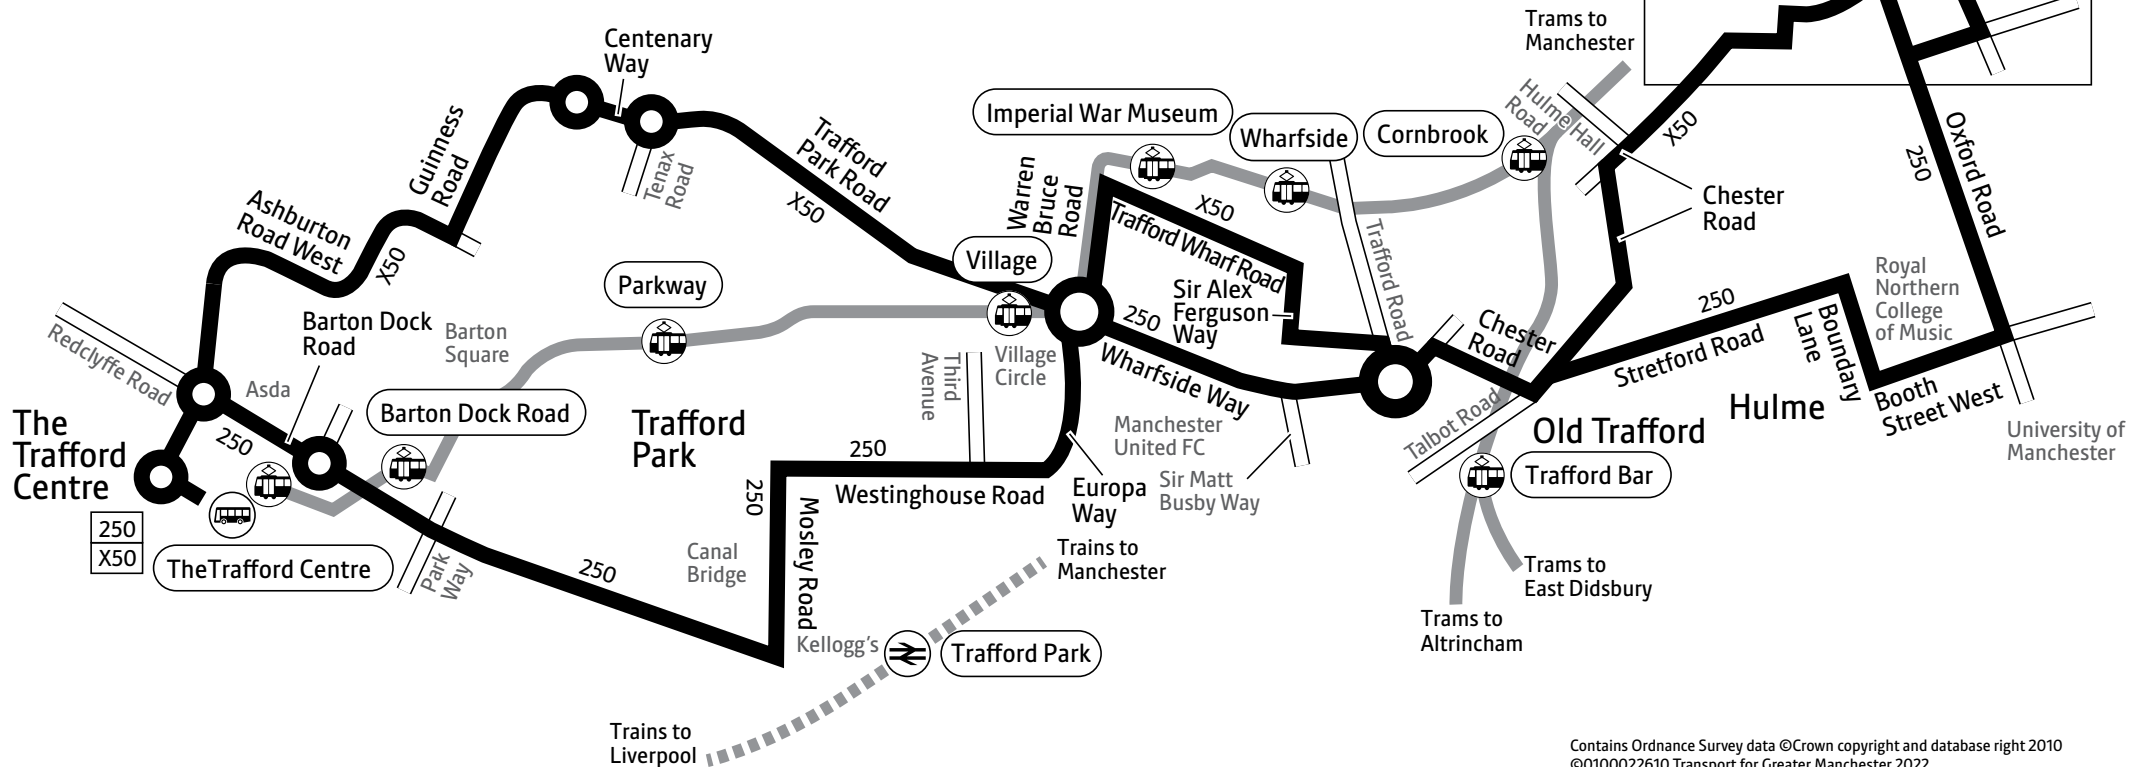 Trams to
Manchester
Centenary
Way
Imperial War Museum
Wharfside
Cornbrook
Hulme Hall
Road
X50
Oxford Road
250
Guinness
Road
Tenax
Road
Trafford
Park Road
X50
Warren
Bruce
Road
X50
Trafford Wharf Road
Trafford Road
Chester
Road
Ashburton
Road West
X50
Village
Parkway
Sir Alex
Ferguson
Way
250
Royal
Northern
College
of Music
250
Stretford Road
Boundary
Lane
Redclyffe Road
Barton Dock
Road
Barton
Square
Asda
Third
Avenue
Village
Circle
Wharfside Way
Chester
Road
Booth
Street West
The
Trafford
Centre
250
Barton Dock Road
Trafford
Park
250
Manchester
United FC
Talbot Road
Old Trafford
Hulme
University of
Manchester
250
Westinghouse Road
Europa
Way
Sir Matt
Busby Way
Trafford Bar
250
X50
TheTrafford Centre
Park
Way
250
Canal
Bridge
Mosley Road
Trains to
Manchester
Trams to
East Didsbury
Trams to
Altrincham
Kellogg's
Trafford Park
Trains to
Liverpool
Contains Ordnance Survey data ©Crown copyright and database right 2010
©0100022610 Transport for Greater Manchester 2022